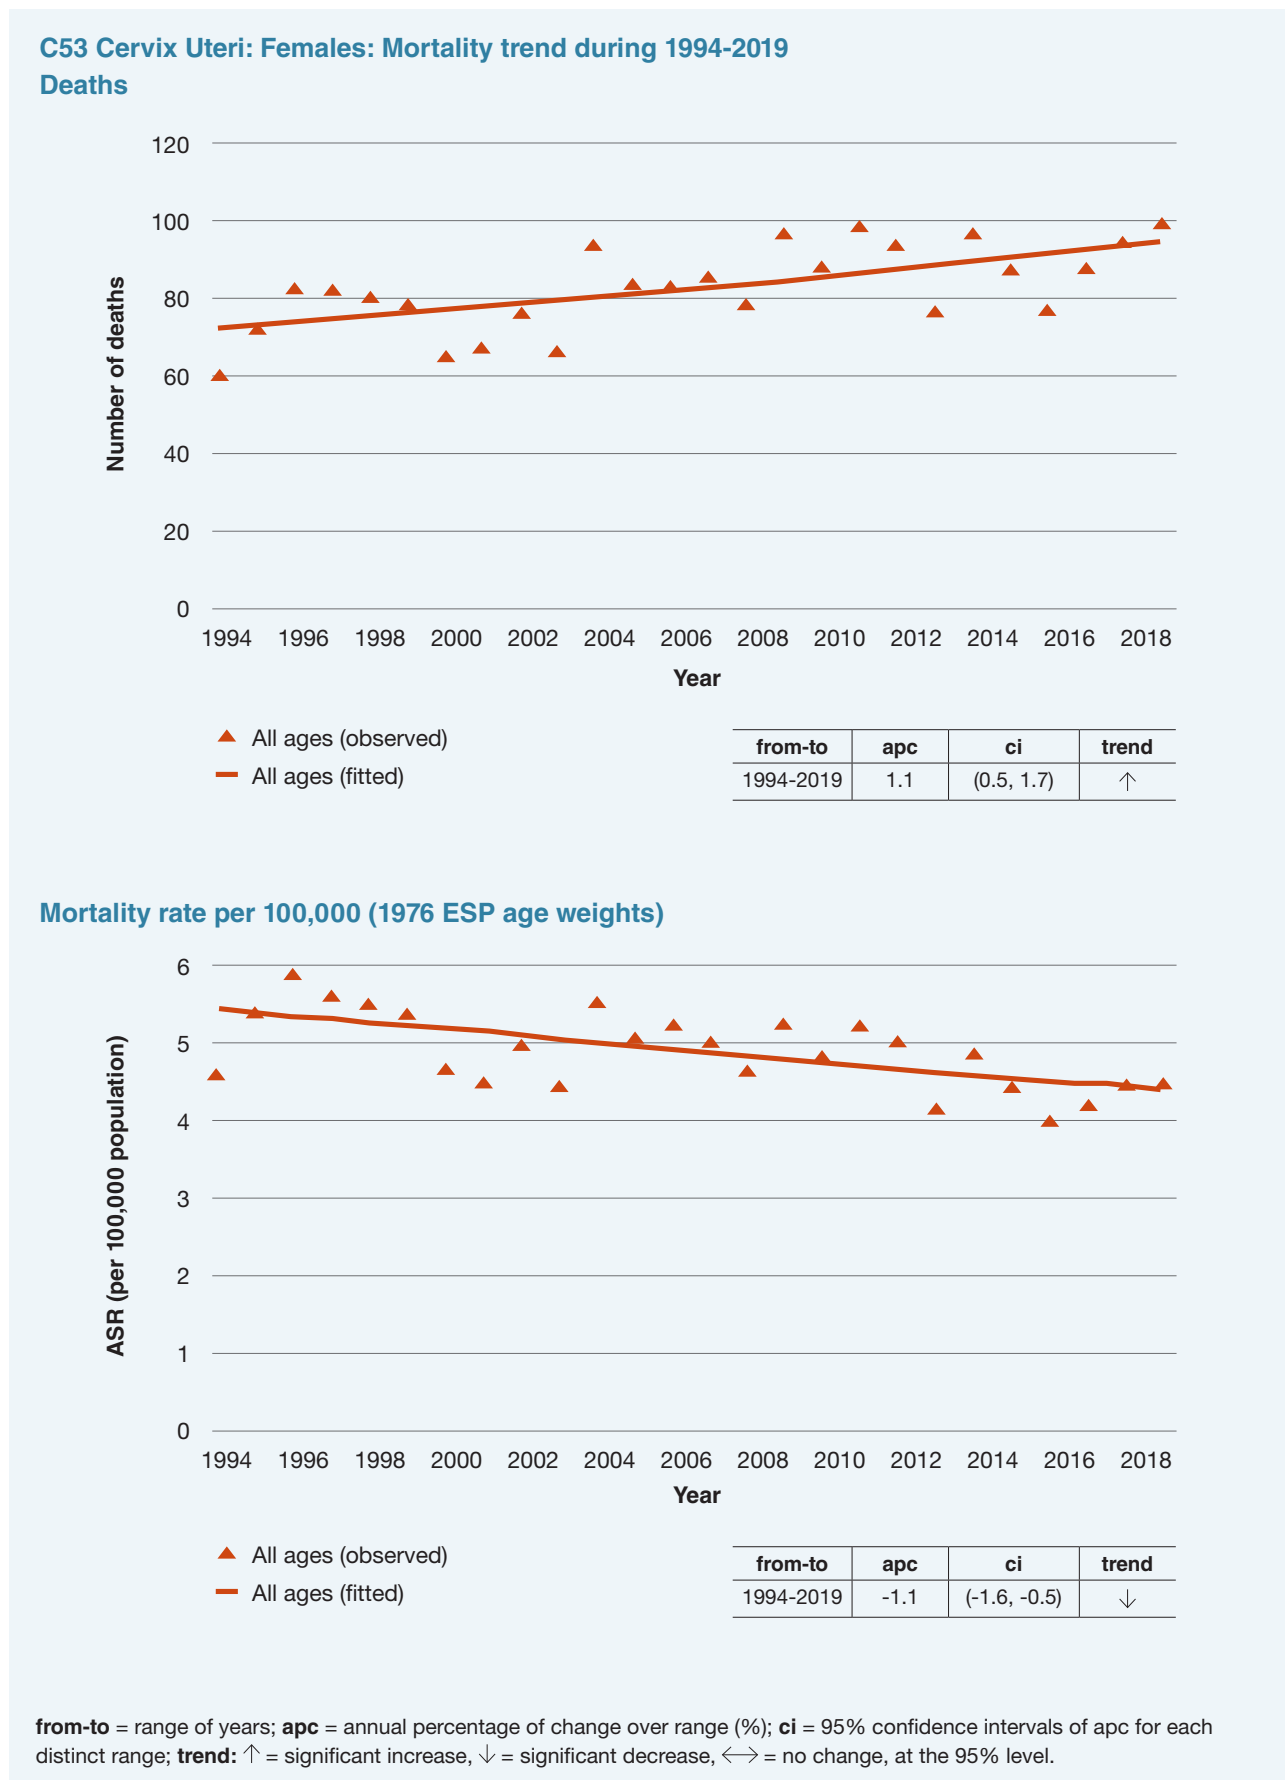 C53 Cervix Uteri: Females: Mortality trend during 1994-2019
Deaths
120
100
80
60
40
20
0
Number of deaths
1994 1996 1998 2000 2002 2004 2006 2008 2010 2012 2014 2016 2018
Year
All ages (observed)
All ages (fitted)
from-to apc ci trend
1994-2019 1.1 (0.5, 1.7) ↑
Mortality rate per 100,000 (1976 ESP age weights)
6
5
4
3
2
1
0
ASR (per 100,000 population)
1994 1996 1998 2000 2002 2004 2006 2008 2010 2012 2014 2016 2018
Year
All ages (observed)
All ages (fitted)
from-to apc ci trend
1994-2019 -1.1 (-1.6, -0.5) ↓
from-to = range of years; apc = annual percentage of change over range (%); ci = 95% confidence intervals of apc for each
distinct range; trend: ↑ = significant increase, ↓ = significant decrease, ↔ = no change, at the 95% level.